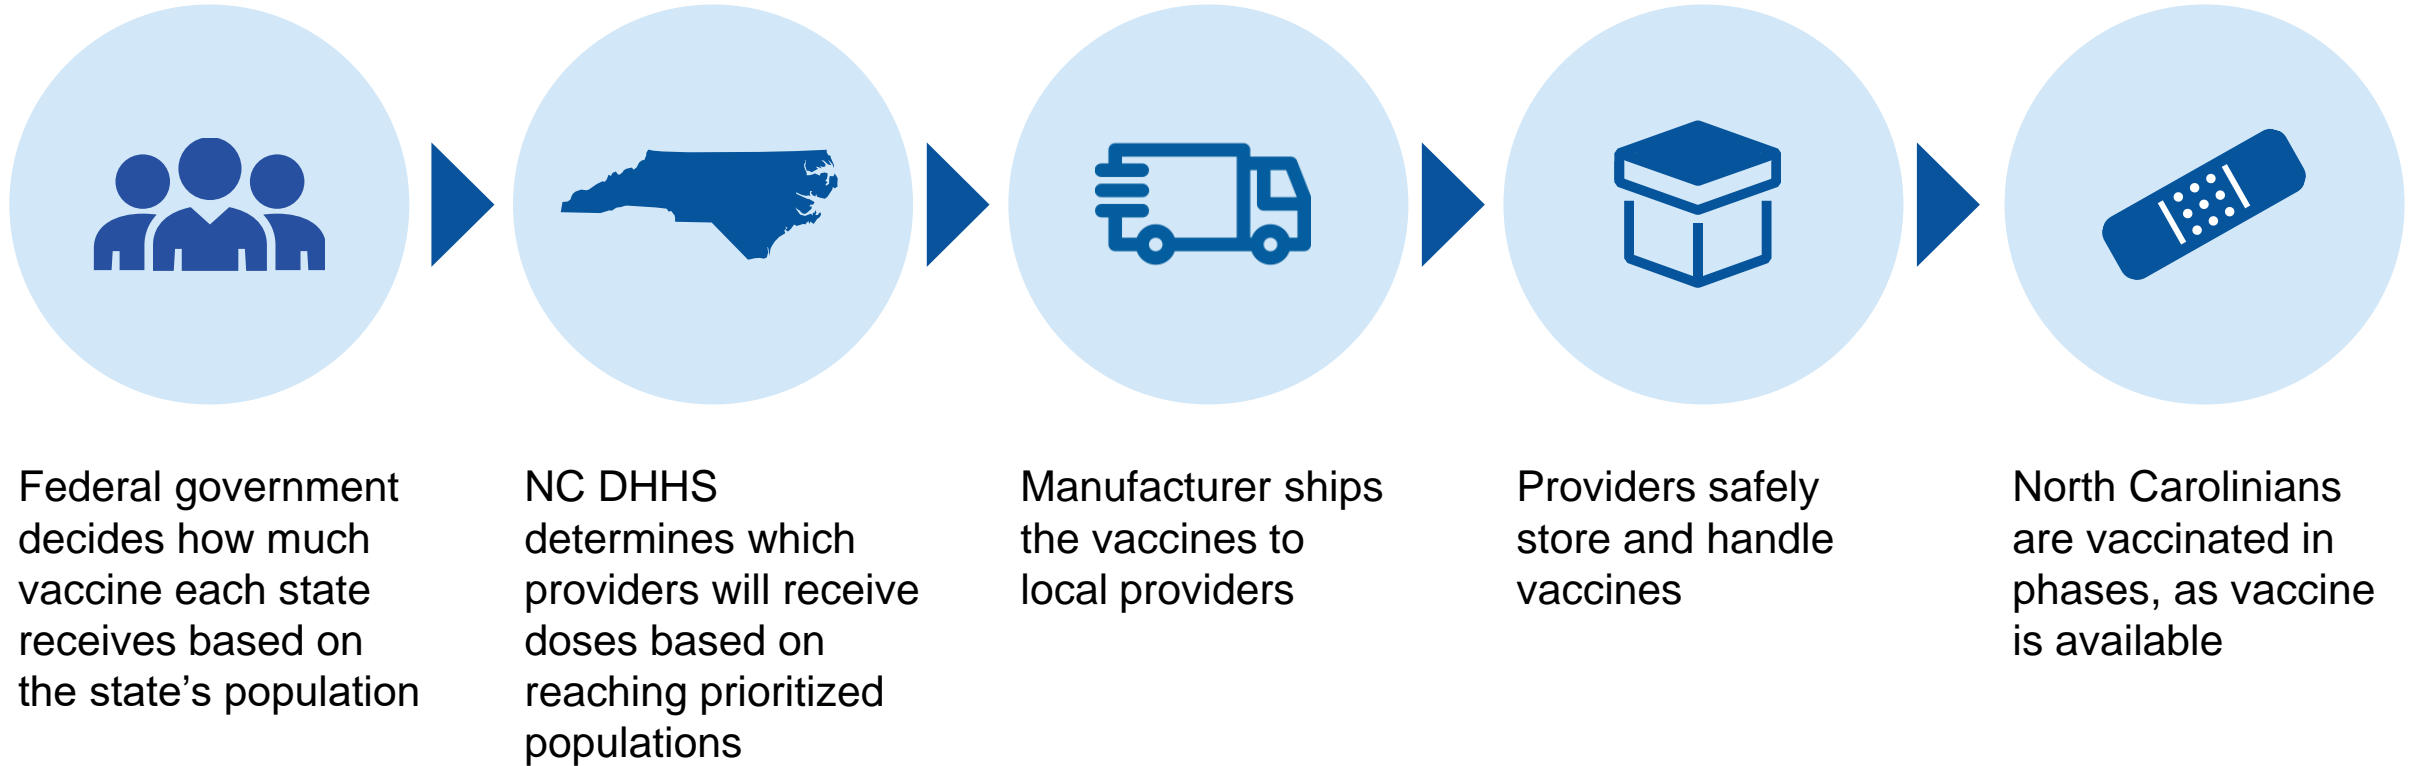 Federal government
decides how much
vaccine each state
receives based on
the state’s population
NC DHHS
determines which
providers will receive
doses based on
reaching prioritized
populations
Manufacturer ships
the vaccines to
local providers
Providers safely
store and handle
vaccines
North Carolinians
are vaccinated in
phases, as vaccine
is available